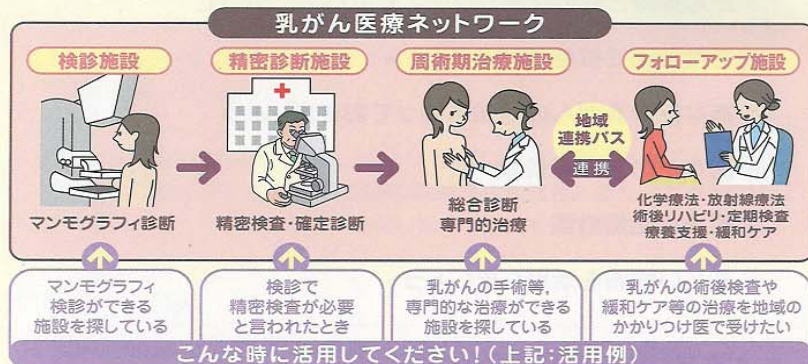 乳がん医療ネットワーク
検診施設
精密診断施設
周術期治療施設
フォローアップ施設
地域
連携パス
連携
マンモグラフィ診断
精密検査・確定診断
総合診断
専門的治療
化学療法・放射線療法
術後リハビリ・定期検査
療養支援・緩和ケア
マンモグラフィ
検診ができる
施設を探している
検診で
精密検査が必要
と言われたとき
乳がんの手術等,
専門的な治療ができる
施設を探している
乳がんの術後検査や
緩和ケア等の治療を地域の
かかりつけ医で受けたい
こんな時に活用してください!(上記:活用例)